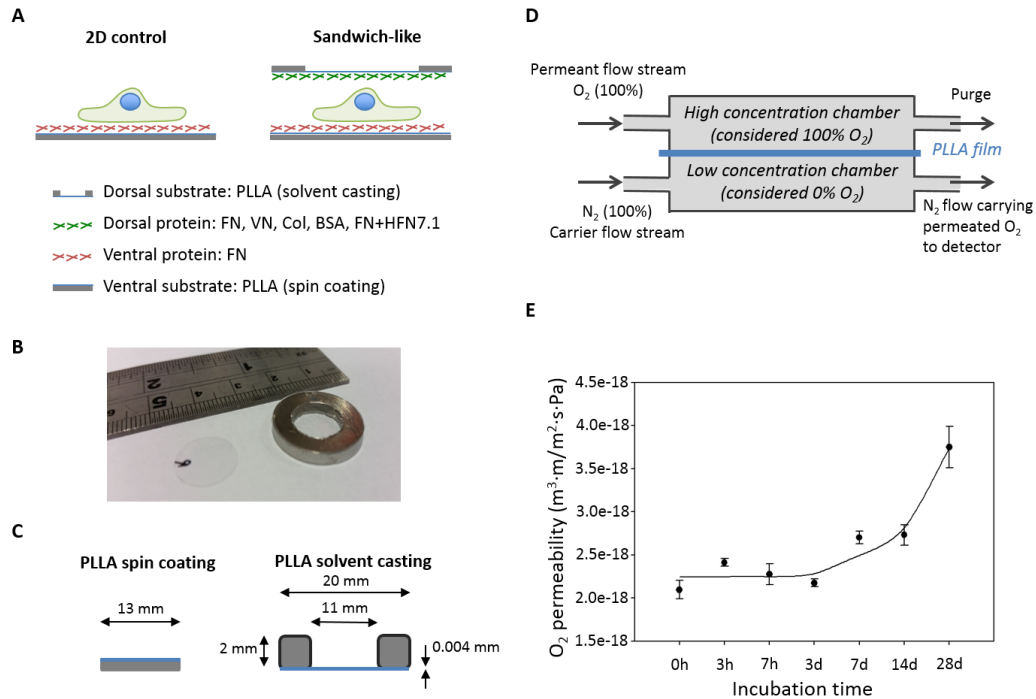 A
2D control
Sandwich-like
Dorsal substrate: PLLA (solvent casting)
Dorsal protein: FN, VN, Col, BSA, FN+HFN7.1
Ventral protein: FN
Ventral substrate: PLLA (spin coating)
B
2
1
5
4
3
C
PLLA spin coating
13 mm
PLLA solvent casting
20 mm
11 mm
2 mm
0.004 mm
D
Permeant flow stream
O₂ (100%)
High concentration chamber
(considered 100% O₂)
Purge
PLLA film
Low concentration chamber
(considered 0% O₂)
N₂ (100%)
Carrier flow stream
N₂ flow carrying
permeated O₂
to detector
E
O₂ permeability (m³·m/m²·s·Pa)
4.5e-18
3.5e-18
3.0e-18
2.5e-18
2.0e-18
1.5e-18
0h 3h 7h 3d 7d 14d 28d
Incubation time